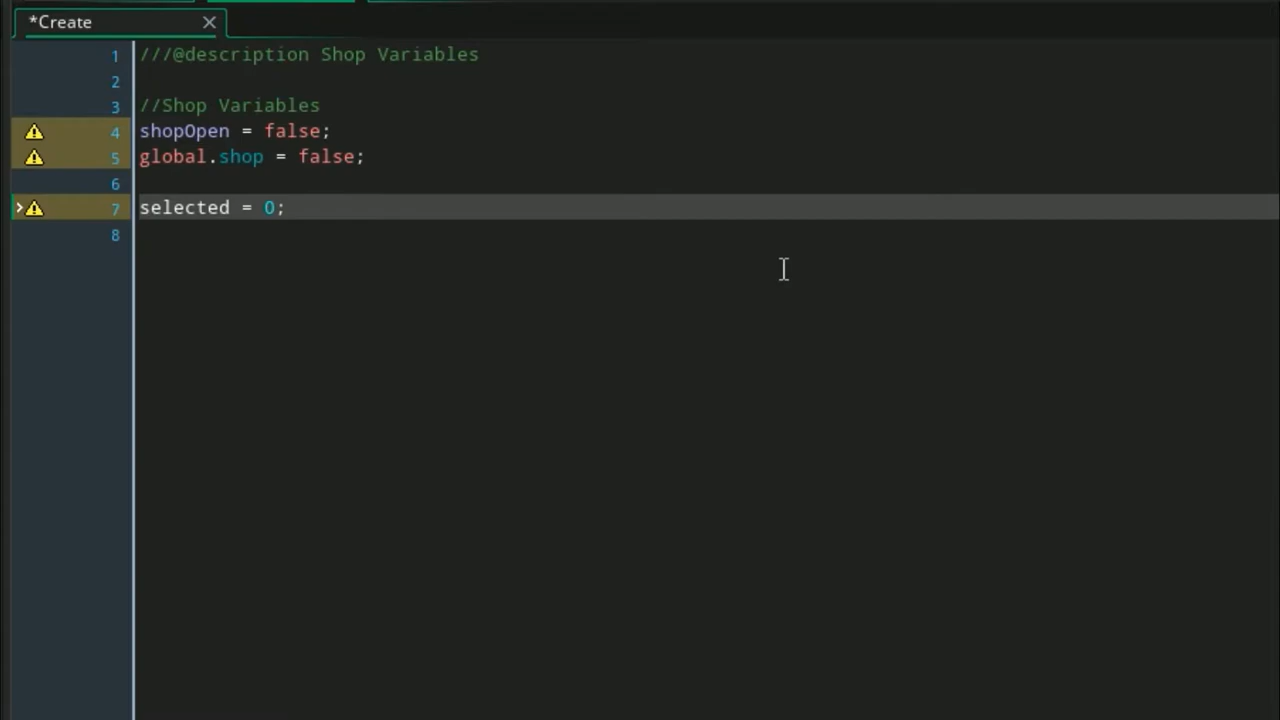 *Create
1 ///@description Shop Variables
2
3 //Shop Variables
4 shopOpen = false;
5 global.shop = false;
6
7 selected = 0;
8